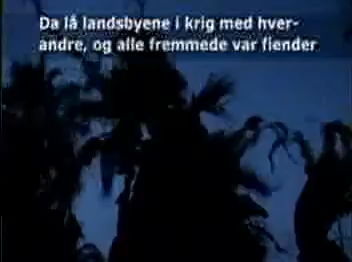 Da lå landsbyene i krig med hver-
andre, og alle fremmede var fiender